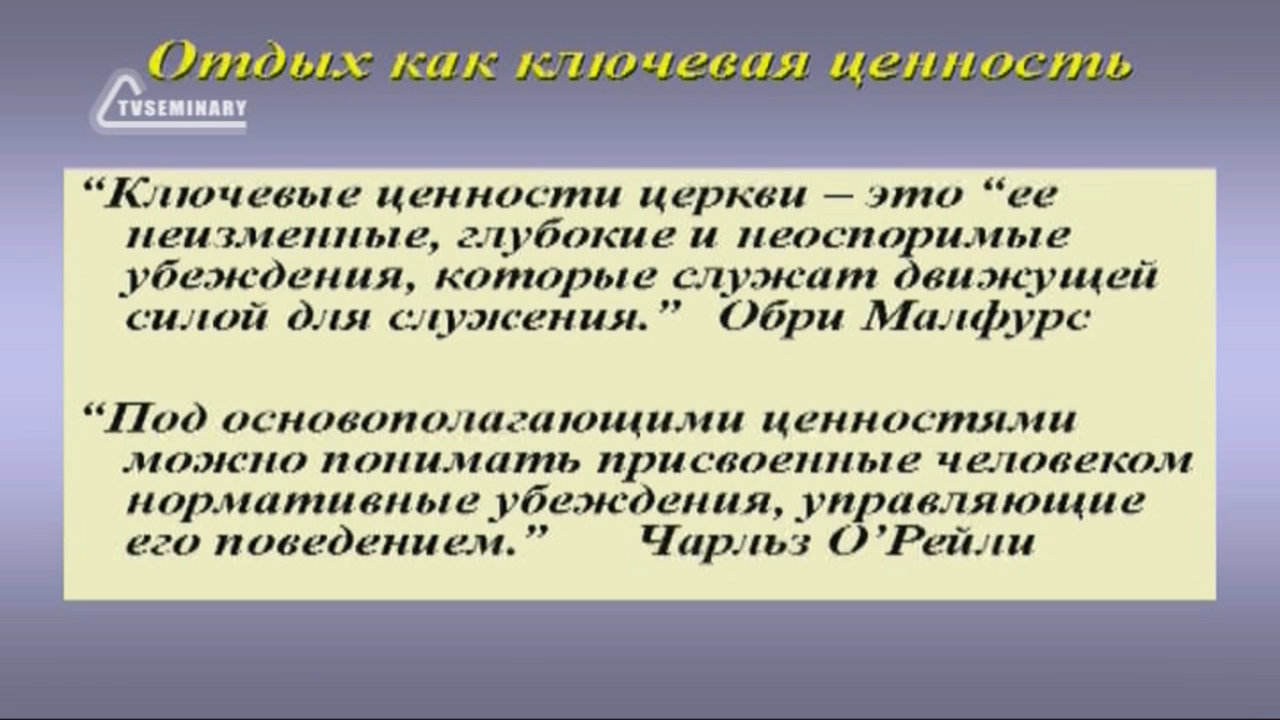 Отдых как ключевая ценность
TVSEMINARY
“Ключевые ценности церкви – это “ее
неизменные, глубокие и неоспоримые
убеждения, которые служат движущей
силой для служения.” Обри Малфурс
“Под основополагающими ценностями
можно понимать присвоенные человеком
нормативные убеждения, управляющие
его поведением.” Чарльз О’Рейли